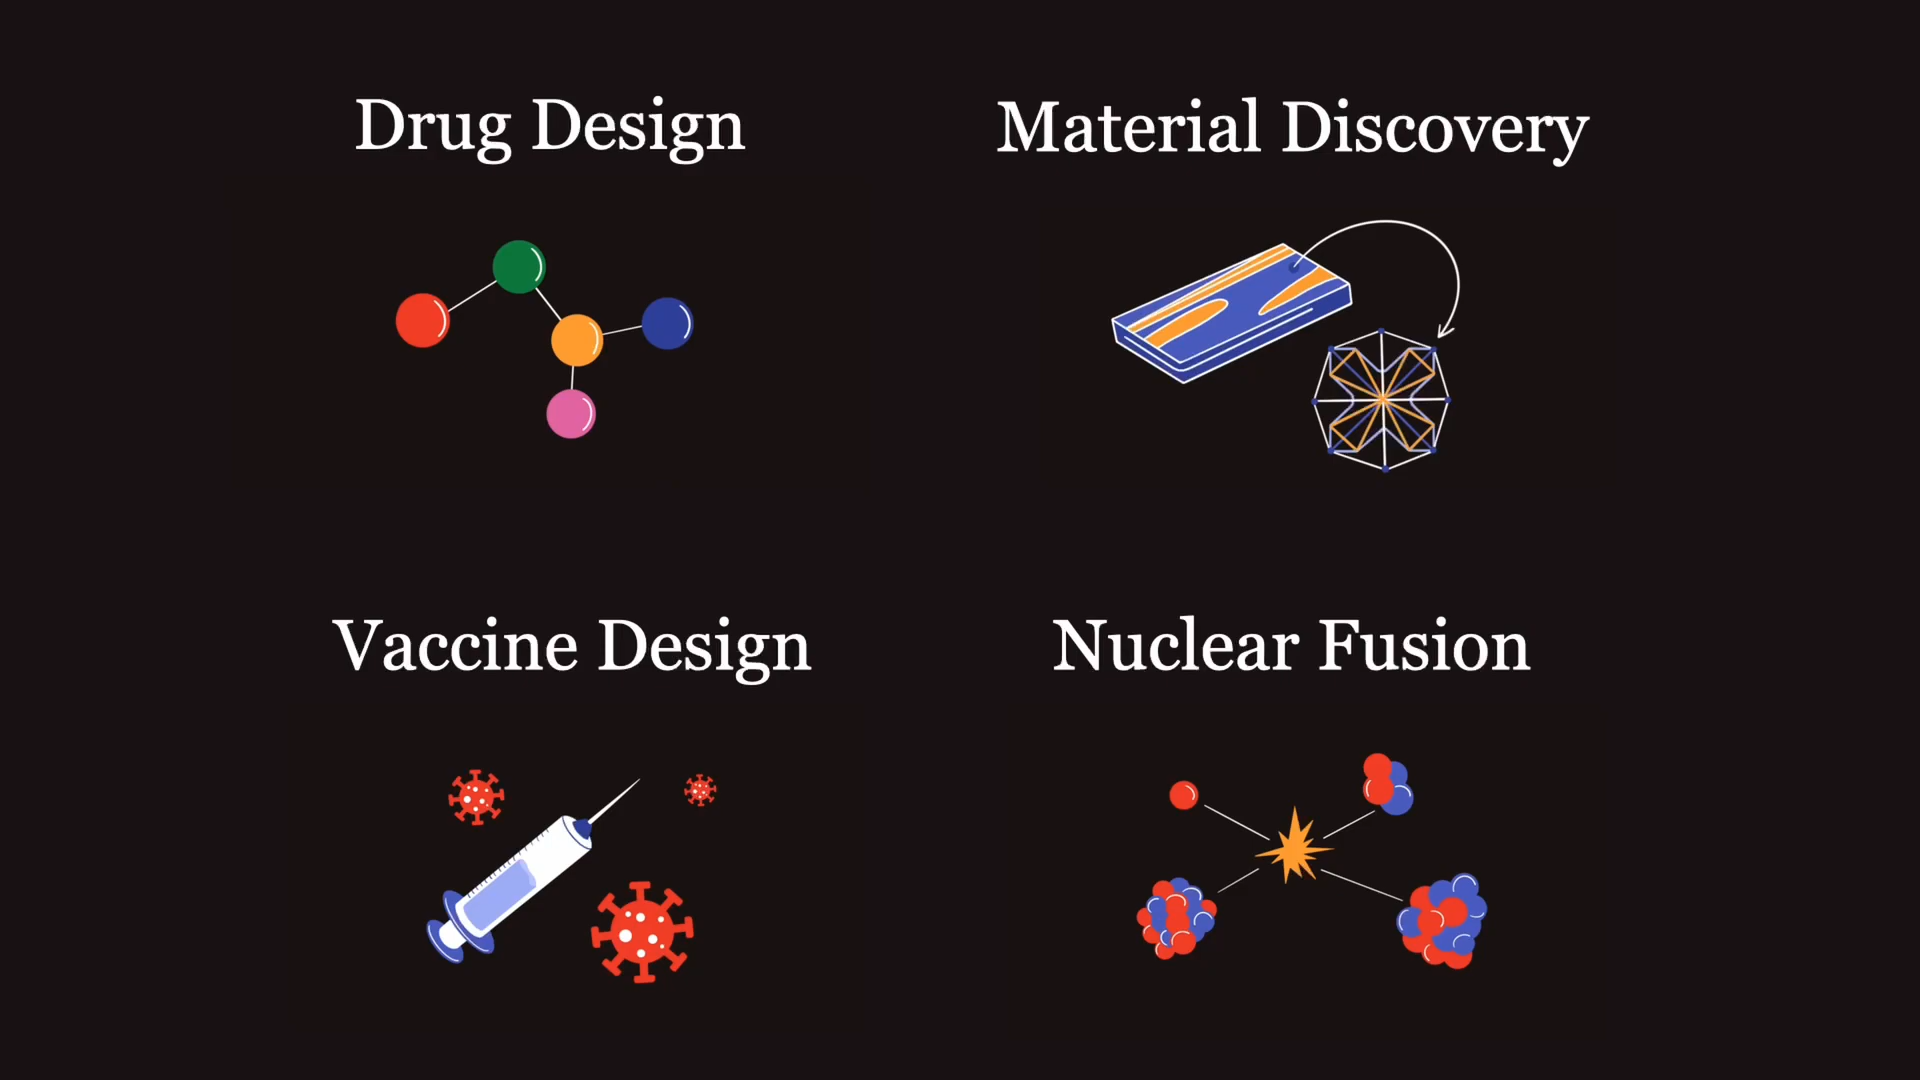 Drug Design
Material Discovery
Vaccine Design
Nuclear Fusion